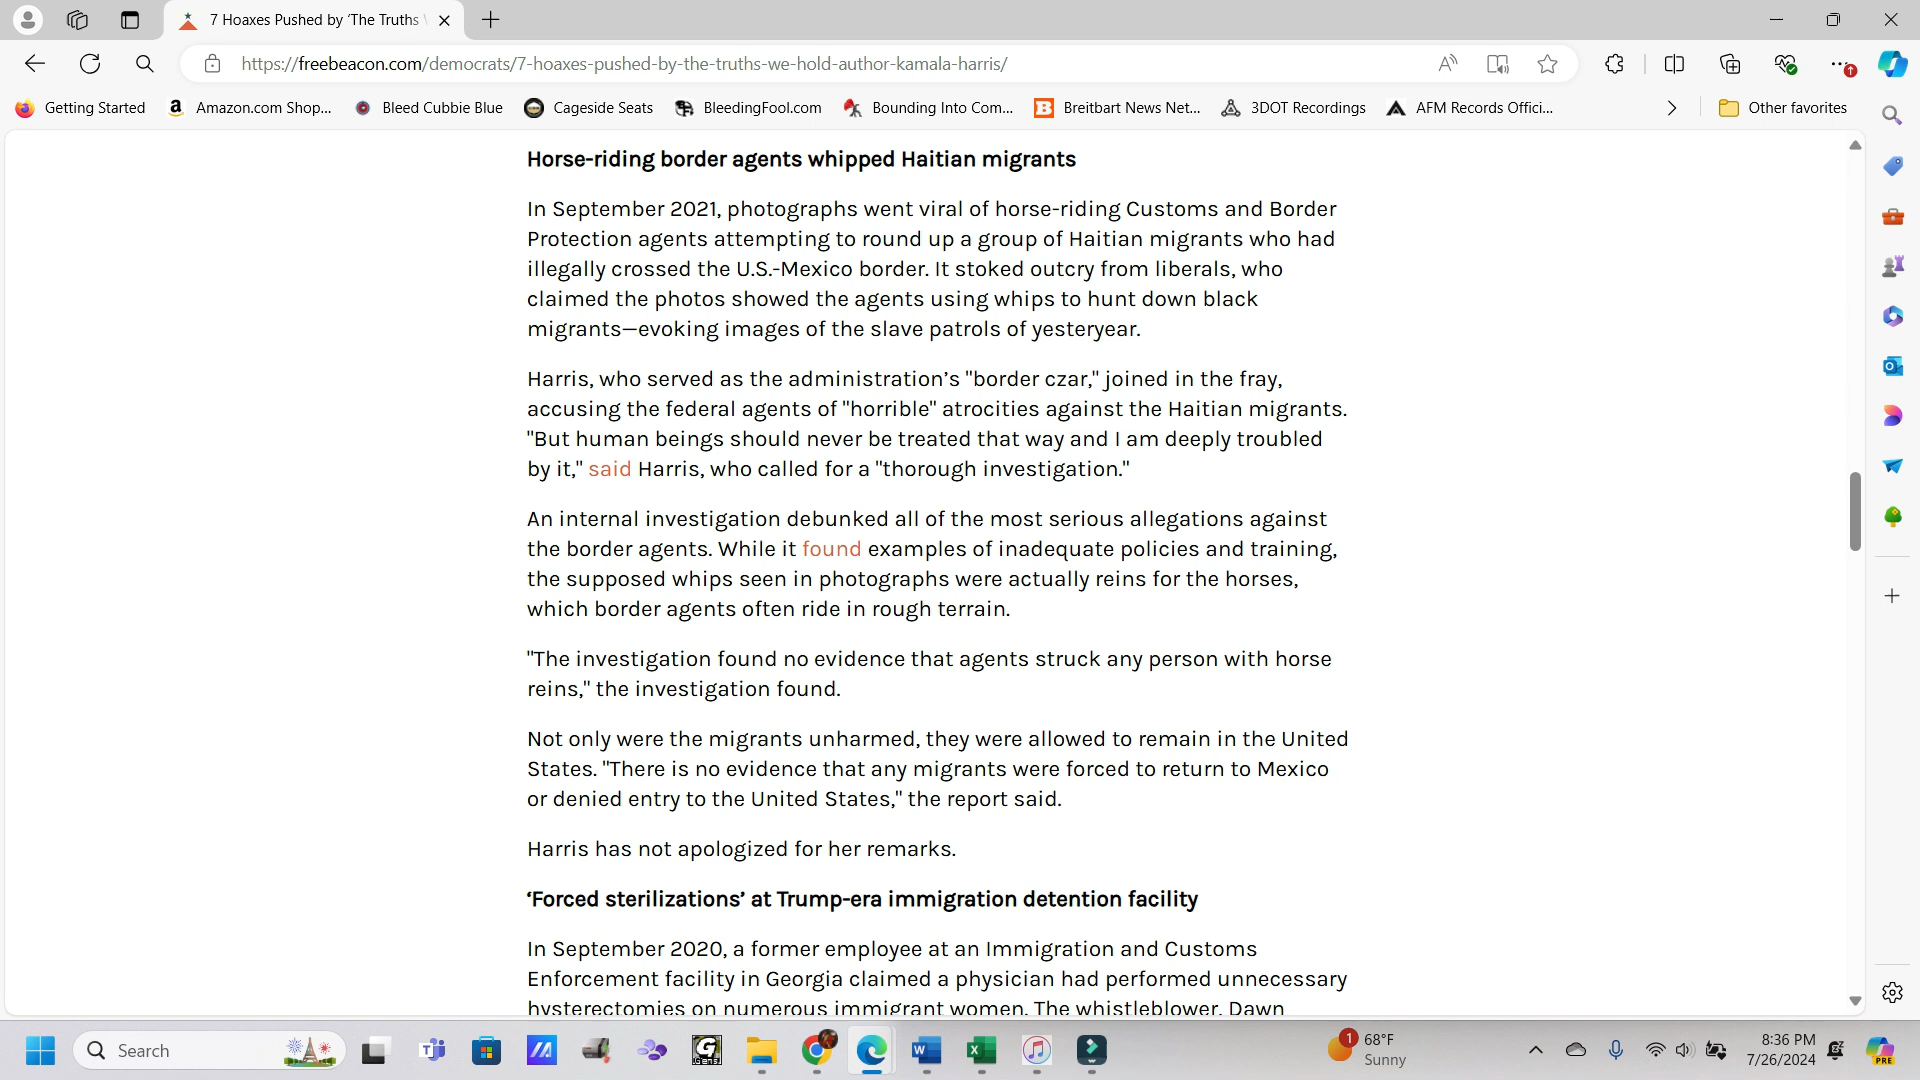 7 Hoaxes Pushed by 'The Truths
https://freebeacon.com/democrats/7-hoaxes-pushed-by-the-truths-we-hold-author-kamala-harris/
Getting Started
Amazon.com Shop...
Bleed Cubbie Blue
Cageside Seats
BleedingFool.com
Bounding Into Com...
Breitbart News Net...
3DOT Recordings
AFM Records Offici...
Other favorites
Horse-riding border agents whipped Haitian migrants
In September 2021, photographs went viral of horse-riding Customs and Border
Protection agents attempting to round up a group of Haitian migrants who had
illegally crossed the U.S.-Mexico border. It stoked outcry from liberals, who
claimed the photos showed the agents using whips to hunt down black
migrants—evoking images of the slave patrols of yesteryear.
Harris, who served as the administration's "border czar," joined in the fray,
accusing the federal agents of "horrible" atrocities against the Haitian migrants.
"But human beings should never be treated that way and I am deeply troubled
by it," said Harris, who called for a "thorough investigation."
An internal investigation debunked all of the most serious allegations against
the border agents. While it found examples of inadequate policies and training,
the supposed whips seen in photographs were actually reins for the horses,
which border agents often ride in rough terrain.
"The investigation found no evidence that agents struck any person with horse
reins," the investigation found.
Not only were the migrants unharmed, they were allowed to remain in the United
States. "There is no evidence that any migrants were forced to return to Mexico
or denied entry to the United States," the report said.
Harris has not apologized for her remarks.
'Forced sterilizations' at Trump-era immigration detention facility
In September 2020, a former employee at an Immigration and Customs
Enforcement facility in Georgia claimed a physician had performed unnecessary
hysterectomies on numerous immigrant women. The whistleblower, Dawn
Search
1
68°F
Sunny
8:36 PM
7/26/2024
PRE